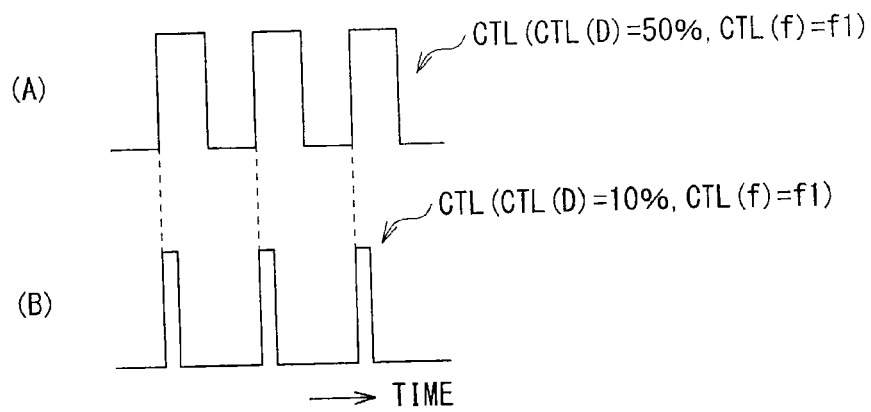 CTL(CTL(D)=50%, CTL(f)=f1)
(A)
CTL(CTL(D)=10%, CTL(f)=f1)
(B)
TIME